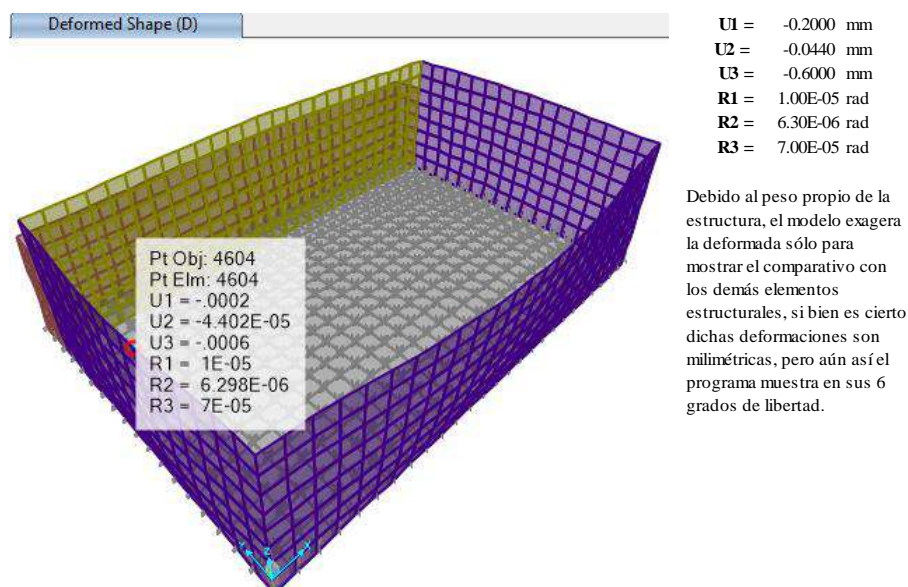 Deformed Shape (D)
Pt Obj: 4604
Pt Elm: 4604
U1 = -.0002
U2 = -4.402E-05
U3 = -.0006
R1 = 1E-05
R2 = 6.298E-06
R3 = 7E-05
Y
Z
X
U1 = -0.2000 mm
U2 = -0.0440 mm
U3 = -0.6000 mm
R1 = 1.00E-05 rad
R2 = 6.30E-06 rad
R3 = 7.00E-05 rad
Debido al peso propio de la
estructura, el modelo exagera
la deformada sólo para
mostrar el comparativo con
los demás elementos
estructurales, si bien es cierto
dichas deformaciones son
milimétricas, pero aún así el
programa muestra en sus 6
grados de libertad.